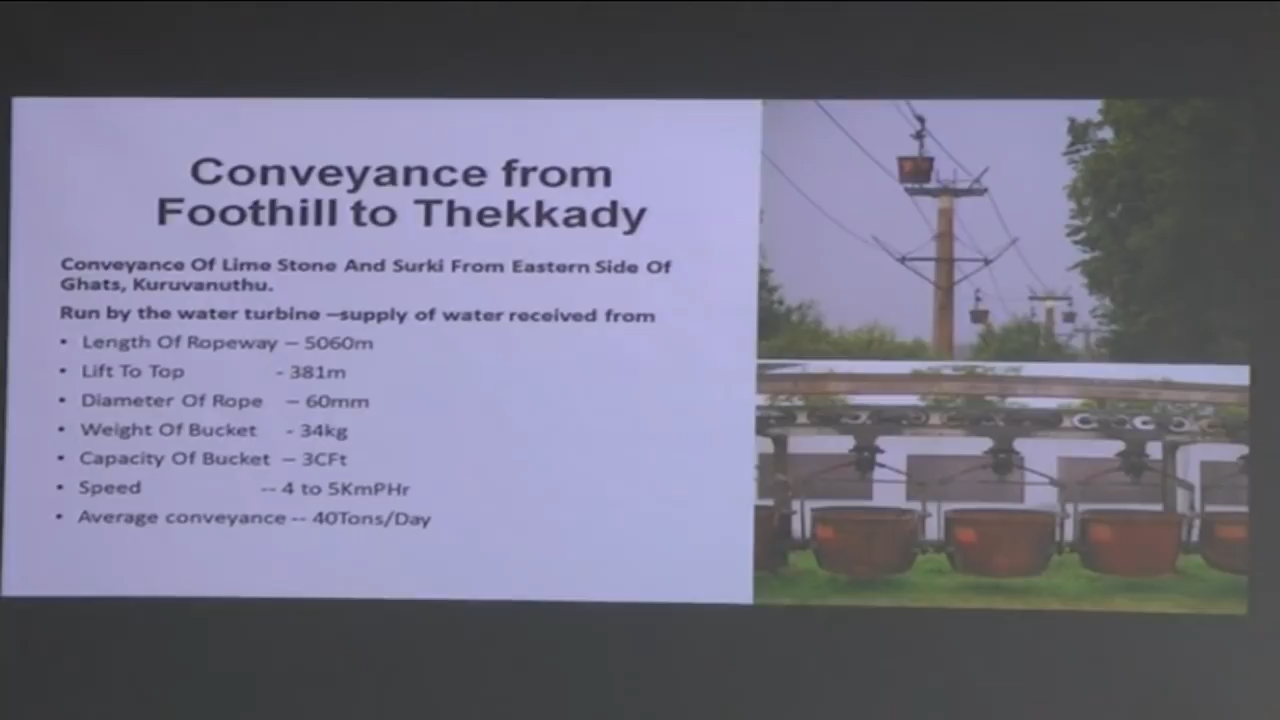 Conveyance from
Foothill to Thekkady
Conveyance Of Lime Stone And Surki From Eastern Side Of
Ghats, Kuruvanuthu.
Run by the water turbine –supply of water received from
• Length Of Ropeway – 5060m
• Lift To Top - 381m
• Diameter Of Rope – 60mm
• Weight Of Bucket - 34kg
• Capacity Of Bucket – 3CFt
• Speed -- 4 to 5KmPHr
• Average conveyance -- 40Tons/Day